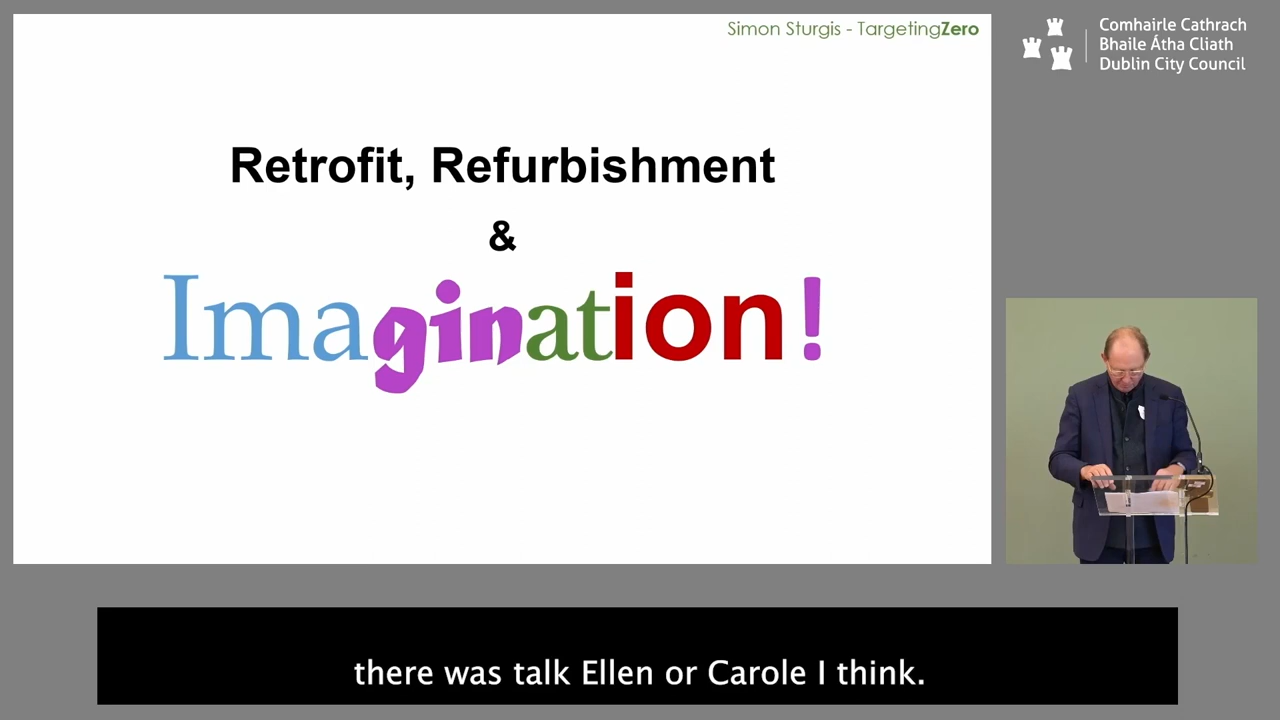 Simon Sturgis - TargetingZero
Comhairle Cathrach
Bhaile Átha Cliath
Dublin City Council
Retrofit, Refurbishment
&
Imagination!
there was talk Ellen or Carole I think.